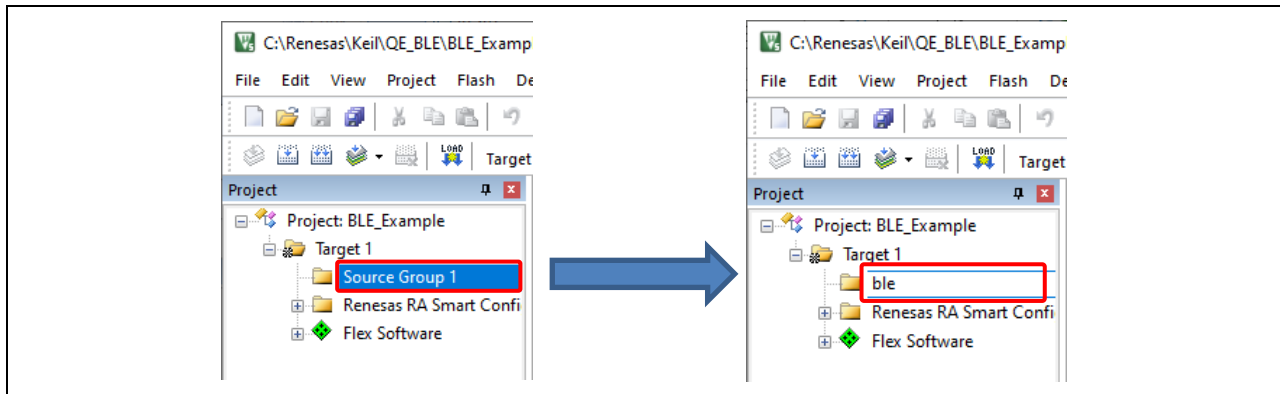 C:\Renesas\Keil\QE_BLE\BLE_Examp
File Edit View Project Flash De
LOAD
Target
Project
Project: BLE_Example
Target 1
Source Group 1
Renesas RA Smart Confi
Flex Software
C:\Renesas\Keil\QE_BLE\BLE_Examp
File Edit View Project Flash De
LOAD
Target
Project
Project: BLE_Example
Target 1
ble
Renesas RA Smart Confi
Flex Software